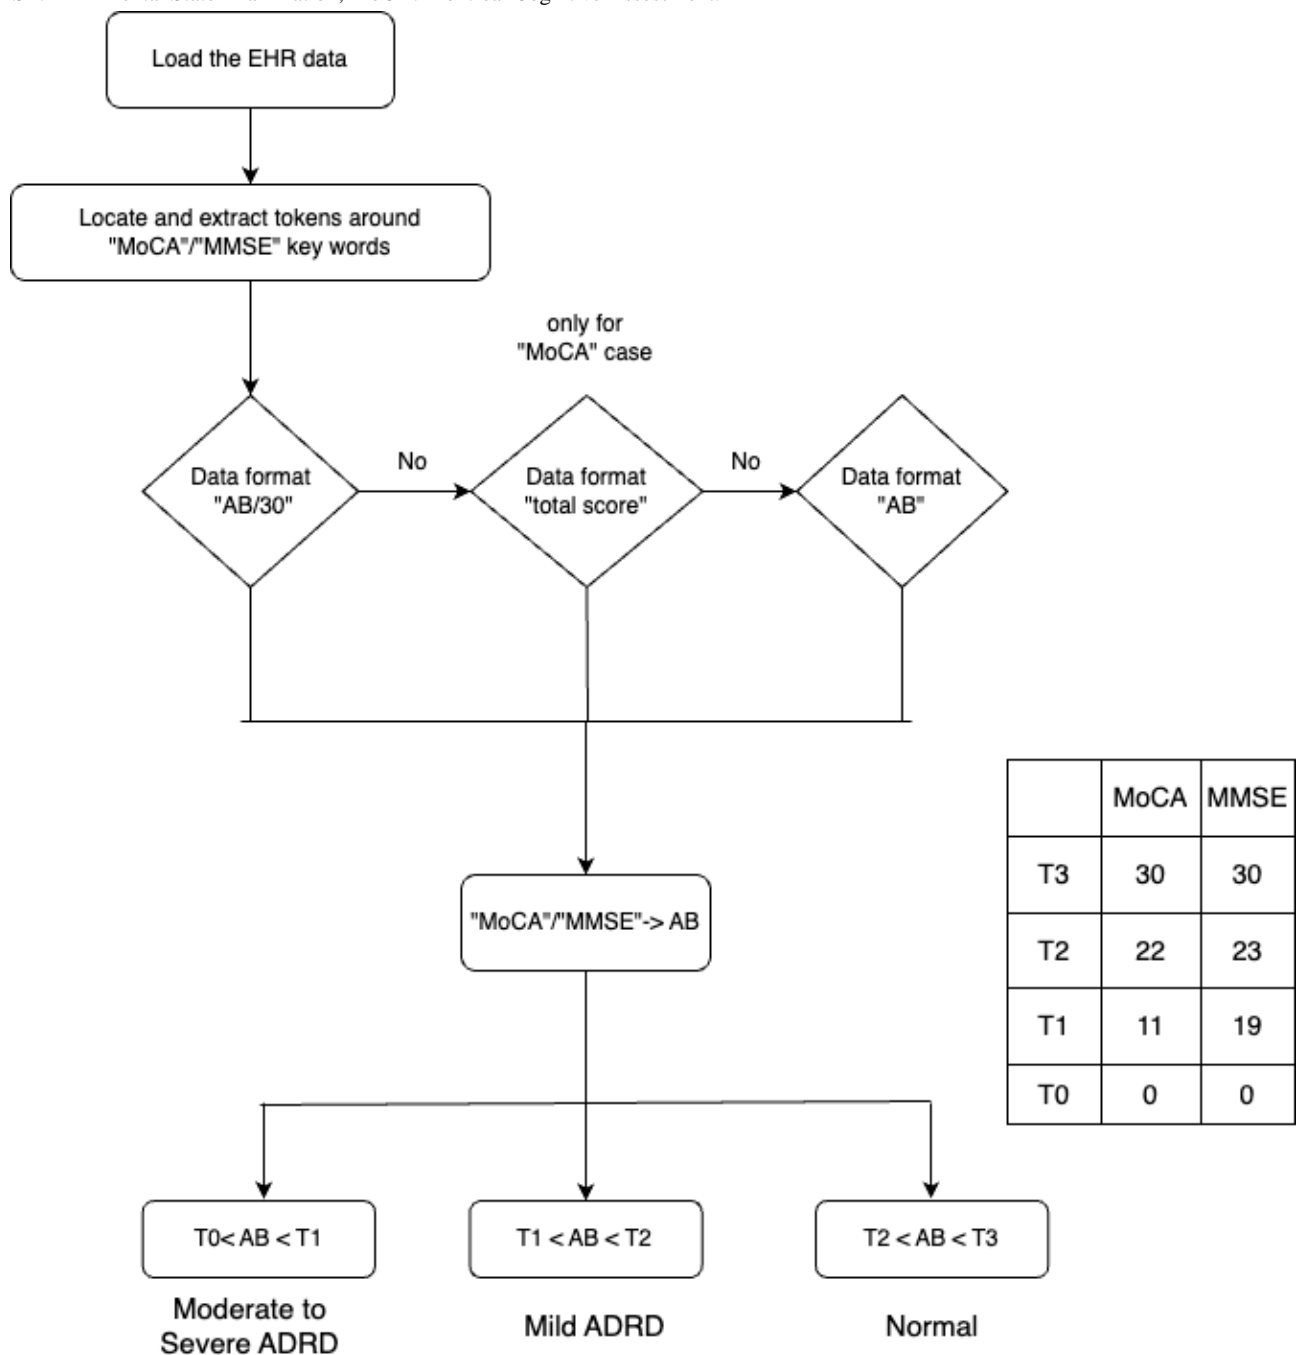 Load the EHR data
Locate and extract tokens around
"MoCA"/"MMSE" key words
only for
"MoCA" case
Data format
"AB/30"
No
Data format
"total score"
No
Data format
"AB"
"MoCA"/"MMSE"-> AB
MoCA MMSE
T3 30 30
T2 22 23
T1 11 19
T0 0 0
T0< AB < T1
T1 < AB < T2
T2 < AB < T3
Moderate to
Severe ADRD
Mild ADRD
Normal